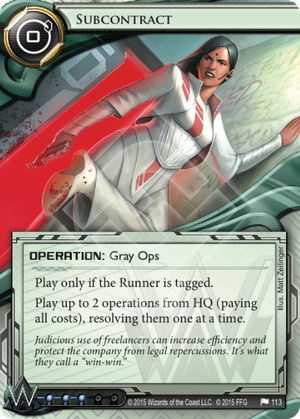 0
SUBCONTRACT
OPERATION: Gray Ops
Play only if the Runner is tagged.
Play up to 2 operations from HQ (paying
all costs), resolving them one at a time.
Judicious use of freelancers can increase efficiency and
protect the company from legal repercussions. It's what
they call a “win-win.”
Illus. Matt Zeilinger
© 2015 Wizards of the Coast LLC. © 2015 FFG
113